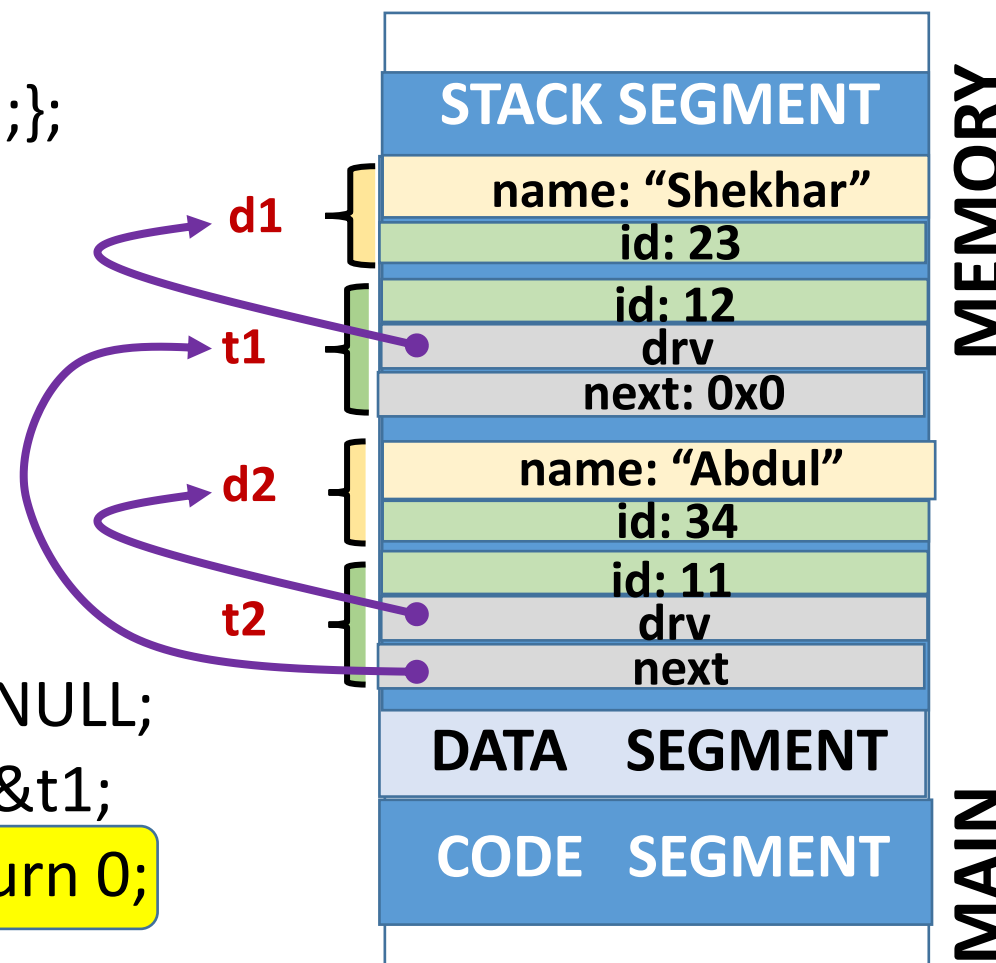 ;};
NULL;
&t1;
urn 0;
d1
t1
d2
t2
STACK SEGMENT
name: “Shekhar”
id: 23
id: 12
drv
next: 0x0
name: “Abdul”
id: 34
id: 11
drv
next
DATA SEGMENT
CODE SEGMENT
MAIN MEMORY